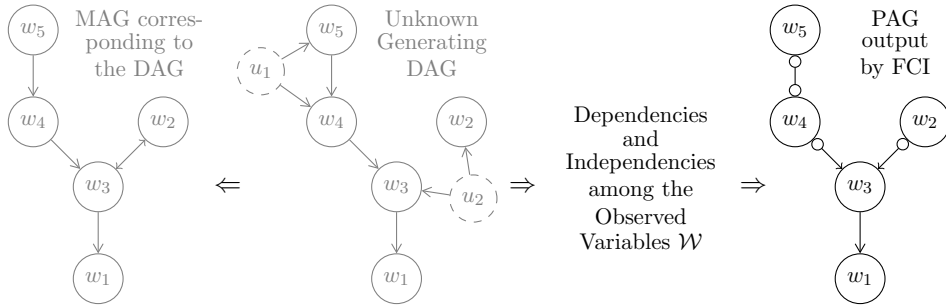 MAG corres-
ponding to
the DAG
w5
w4
w2
w3
w1
⇐
Unknown
Generating
DAG
w5
u1
w4
w2
w3
u2
w1
⇒
Dependencies
and
Independencies
among the
Observed
Variables 𝒲
⇒
PAG
output
by FCI
w5
w4
w2
w3
w1